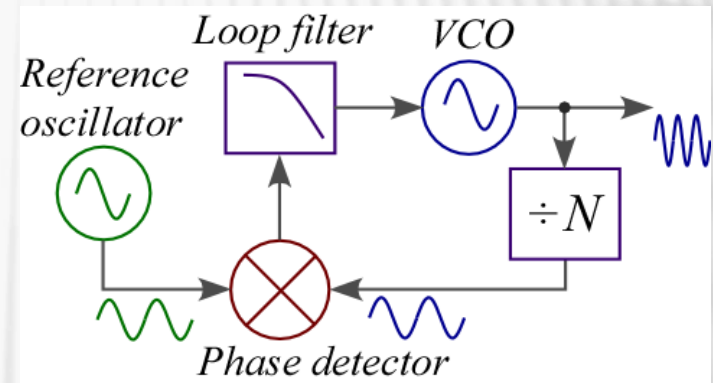 Loop filter
VCO
Reference
oscillator
÷N
Phase detector